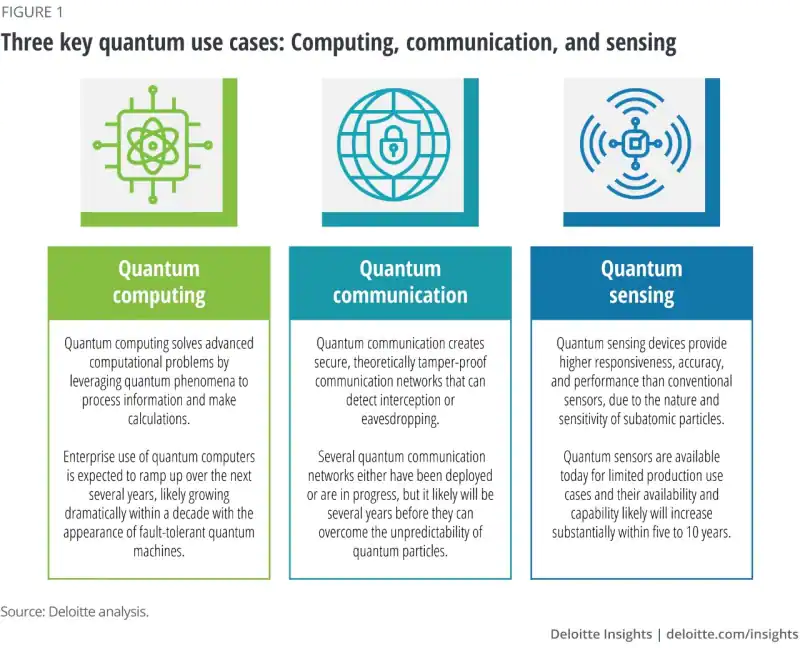 FIGURE 1
Three key quantum use cases: Computing, communication, and sensing
Quantum
computing
Quantum computing solves advanced
computational problems by
leveraging quantum phenomena to
process information and make
calculations.
Enterprise use of quantum computers
is expected to ramp up over the next
several years, likely growing
dramatically within a decade with the
appearance of fault-tolerant quantum
machines.
Quantum
communication
Quantum communication creates
secure, theoretically tamper-proof
communication networks that can
detect interception or
eavesdropping.
Several quantum communication
networks either have been deployed
or are in progress, but it likely will be
several years before they can
overcome the unpredictability of
quantum particles.
Quantum
sensing
Quantum sensing devices provide
higher responsiveness, accuracy,
and performance than conventional
sensors, due to the nature and
sensitivity of subatomic particles.
Quantum sensors are available
today for limited production use
cases and their availability and
capability likely will increase
substantially within five to 10 years.
Source: Deloitte analysis.
Deloitte Insights | deloitte.com/insights